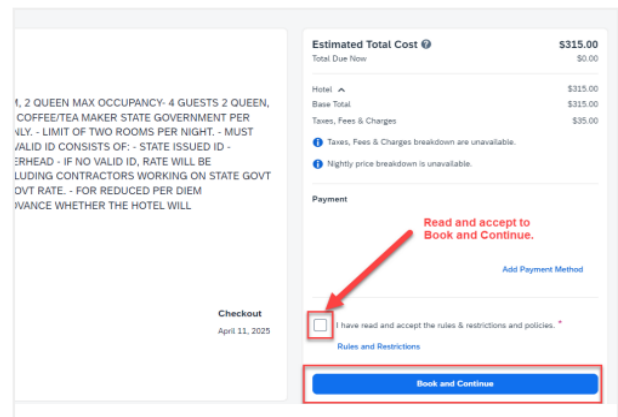 M, 2 QUEEN MAX OCCUPANCY- 4 GUESTS 2 QUEEN,
COFFEE/TEA MAKER STATE GOVERNMENT PER
NLY. - LIMIT OF TWO ROOMS PER NIGHT. - MUST
VALID ID CONSISTS OF: - STATE ISSUED ID -
ERHEAD - IF NO VALID ID, RATE WILL BE
LUDING CONTRACTORS WORKING ON STATE GOVT
OVT RATE. - FOR REDUCED PER DIEM
DVANCE WHETHER THE HOTEL WILL
Checkout
April 11, 2025
Estimated Total Cost $315.00
Total Due Now $0.00
Hotel $315.00
Base Total $315.00
Taxes, Fees & Charges $35.00
Taxes, Fees & Charges breakdown are unavailable.
Nightly price breakdown is unavailable.
Payment
Read and accept to
Book and Continue.
Add Payment Method
I have read and accept the rules & restrictions and policies. *
Rules and Restrictions
Book and Continue